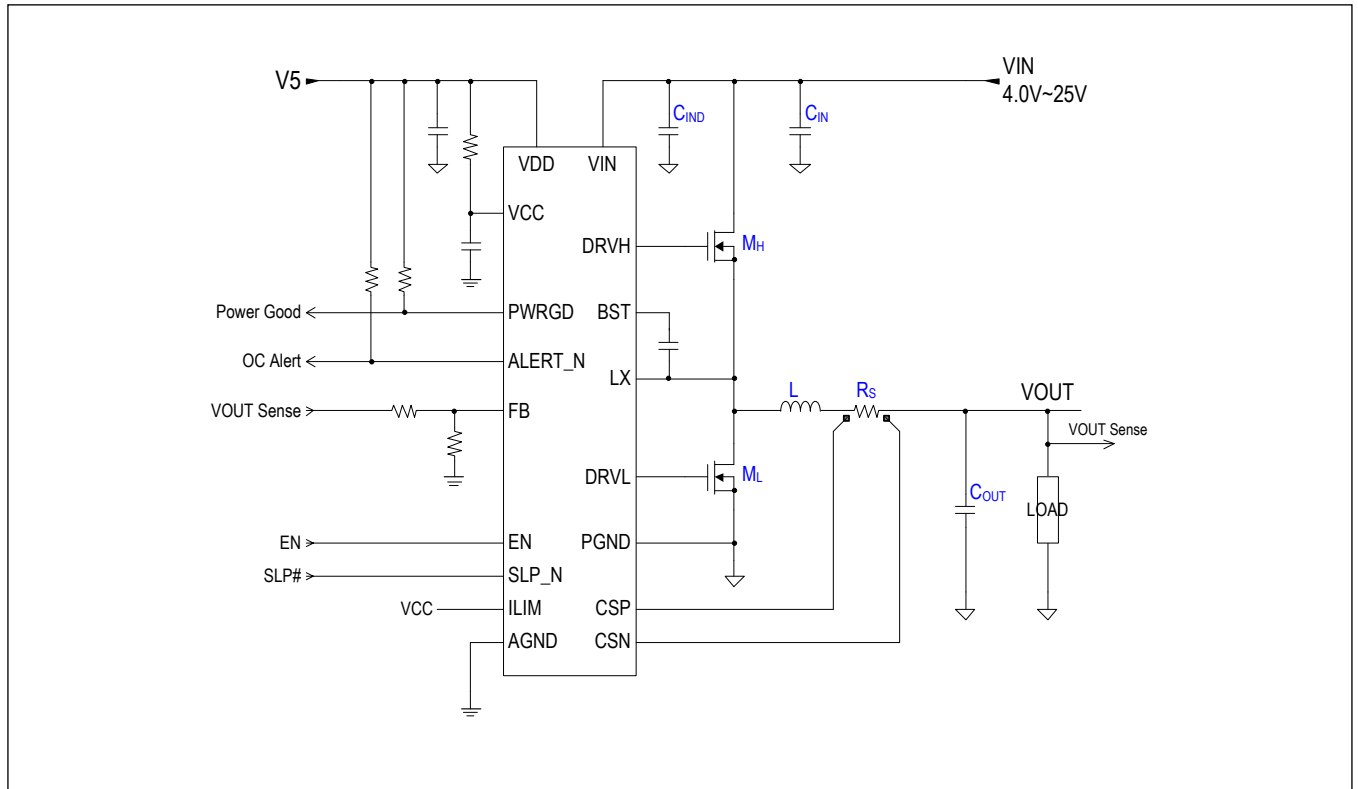 V5
VIN
4.0V~25V
CIND
CIN
VDD
VIN
VCC
DRVH
MH
Power Good
PWRGD
BST
OC Alert
ALERT_N
LX
L
RS
VOUT
VOUT Sense
FB
VOUT Sense
DRVL
ML
COUT
LOAD
EN
EN
PGND
SLP#
SLP_N
VCC
ILIM
CSP
AGND
CSN